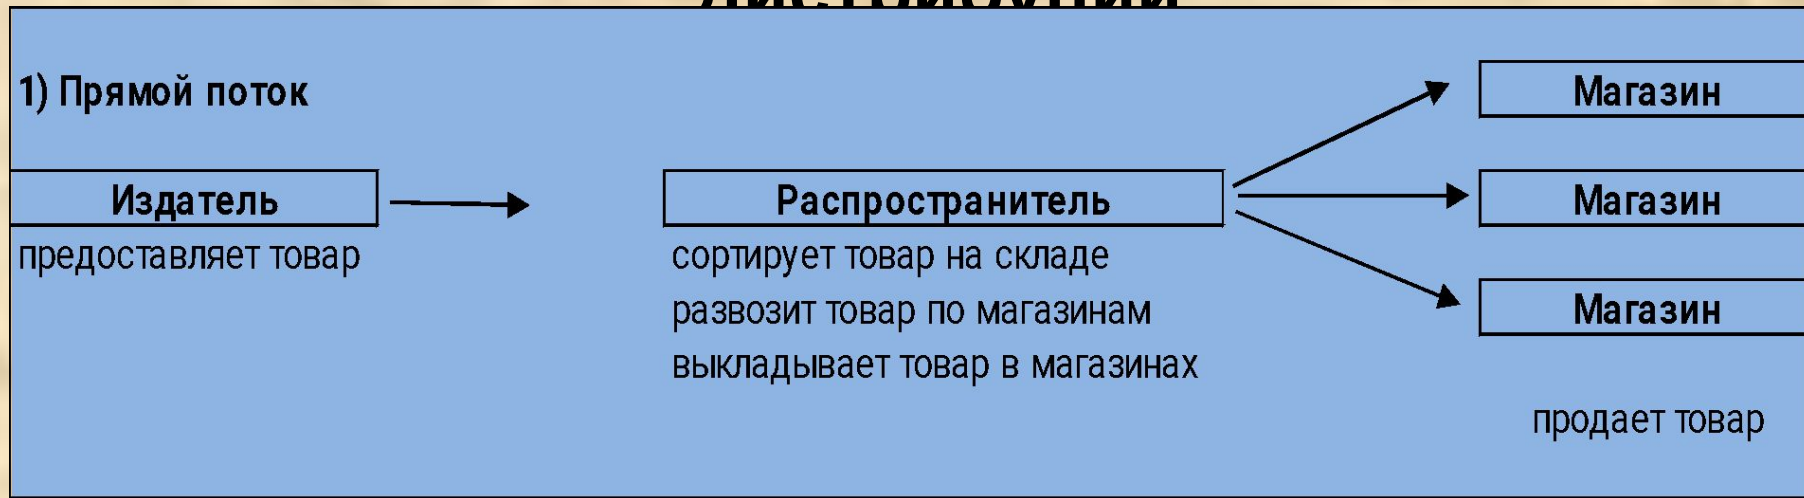 1) Прямой поток
Магазин
Издатель
Распространитель
Магазин
предоставляет товар
сортирует товар на складе
развозит товар по магазинам
Магазин
выкладывает товар в магазинах
продает товар